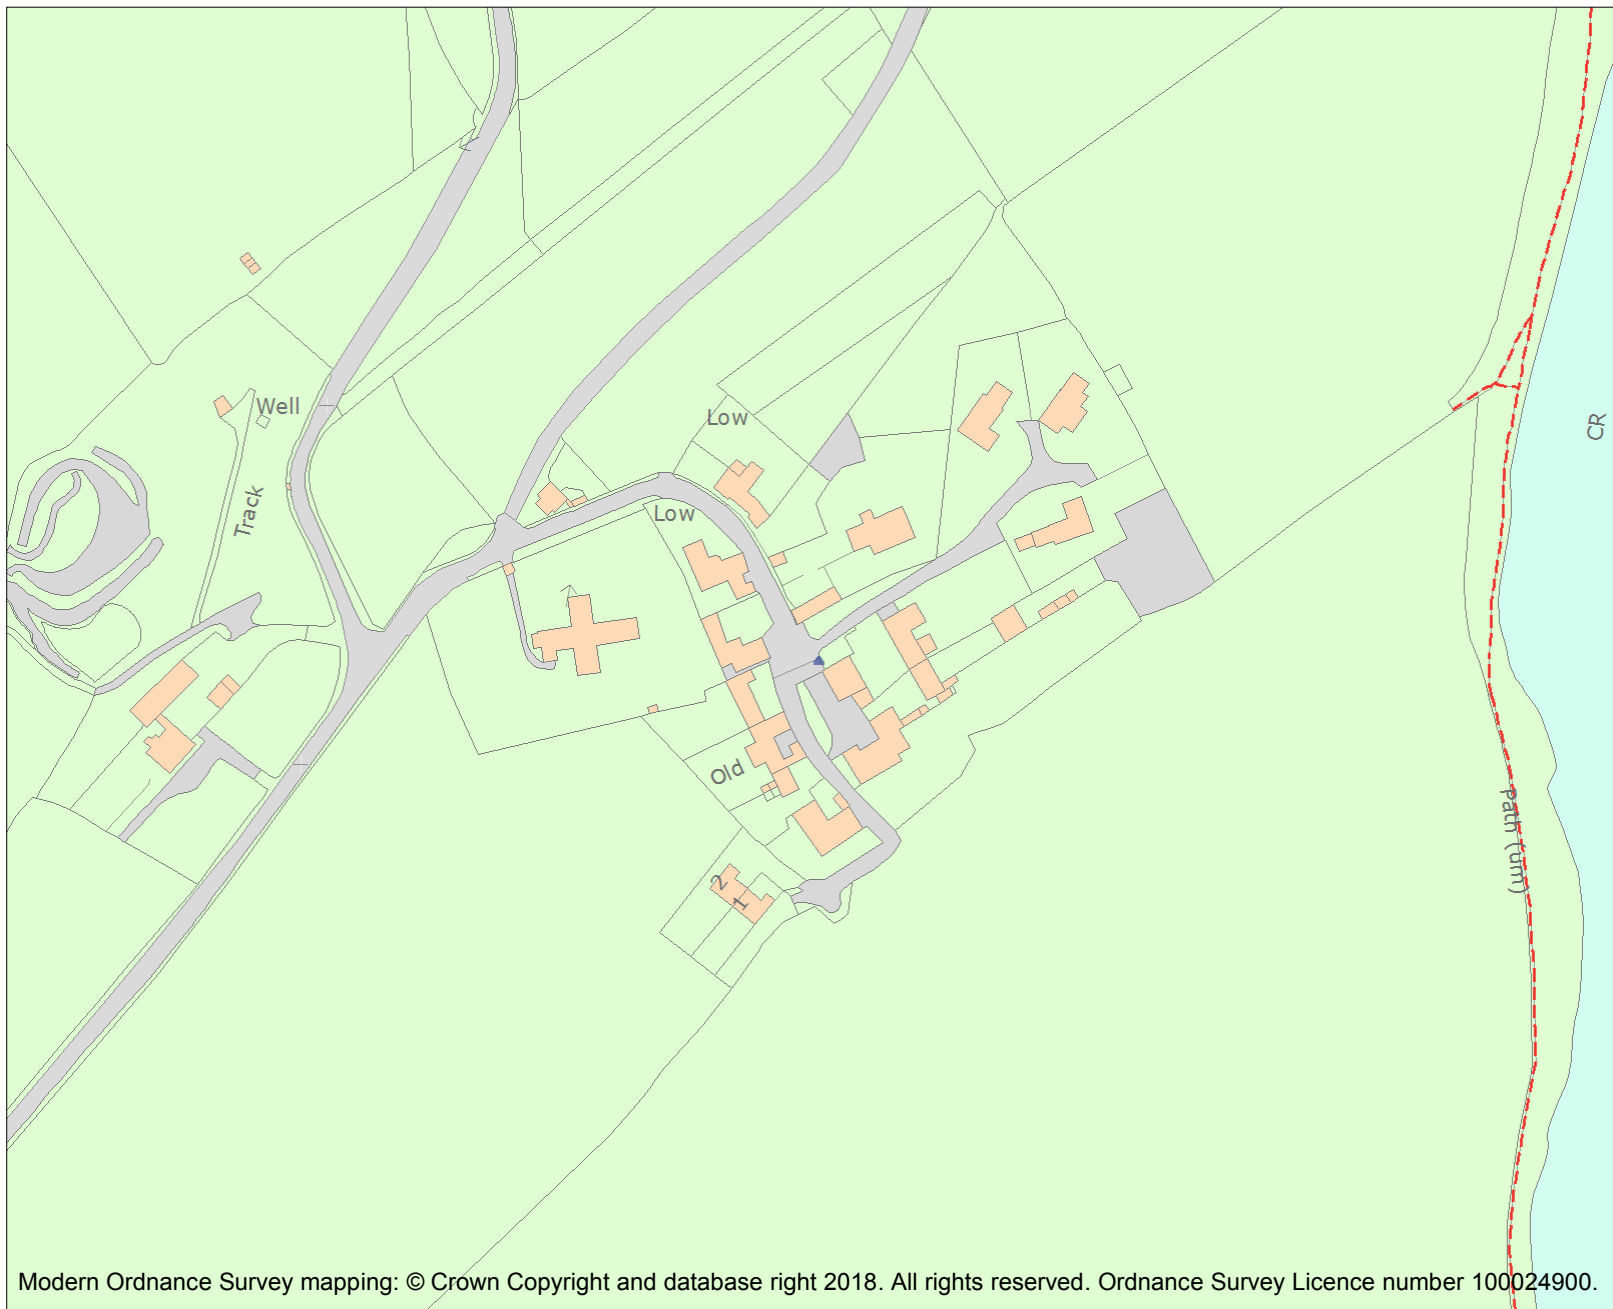 Well
Low
CR
Track
Low
Old
Path (um)
2
1
Modern Ordnance Survey mapping: © Crown Copyright and database right 2018. All rights reserved. Ordnance Survey Licence number 100024900.